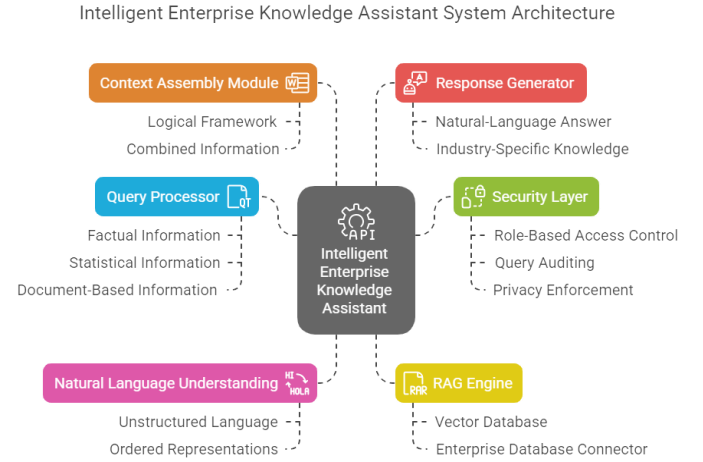 Intelligent Enterprise Knowledge Assistant System Architecture
Context Assembly Module
W
Logical Framework
Combined Information
A
Response Generator
Natural-Language Answer
Industry-Specific Knowledge
Query Processor
QT
Factual Information
Statistical Information
Document-Based Information
API
Intelligent
Enterprise
Knowledge
Assistant
Security Layer
Role-Based Access Control
Query Auditing
Privacy Enforcement
Natural Language Understanding
HI
HOLA
Unstructured Language
Ordered Representations
RAR
RAG Engine
Vector Database
Enterprise Database Connector